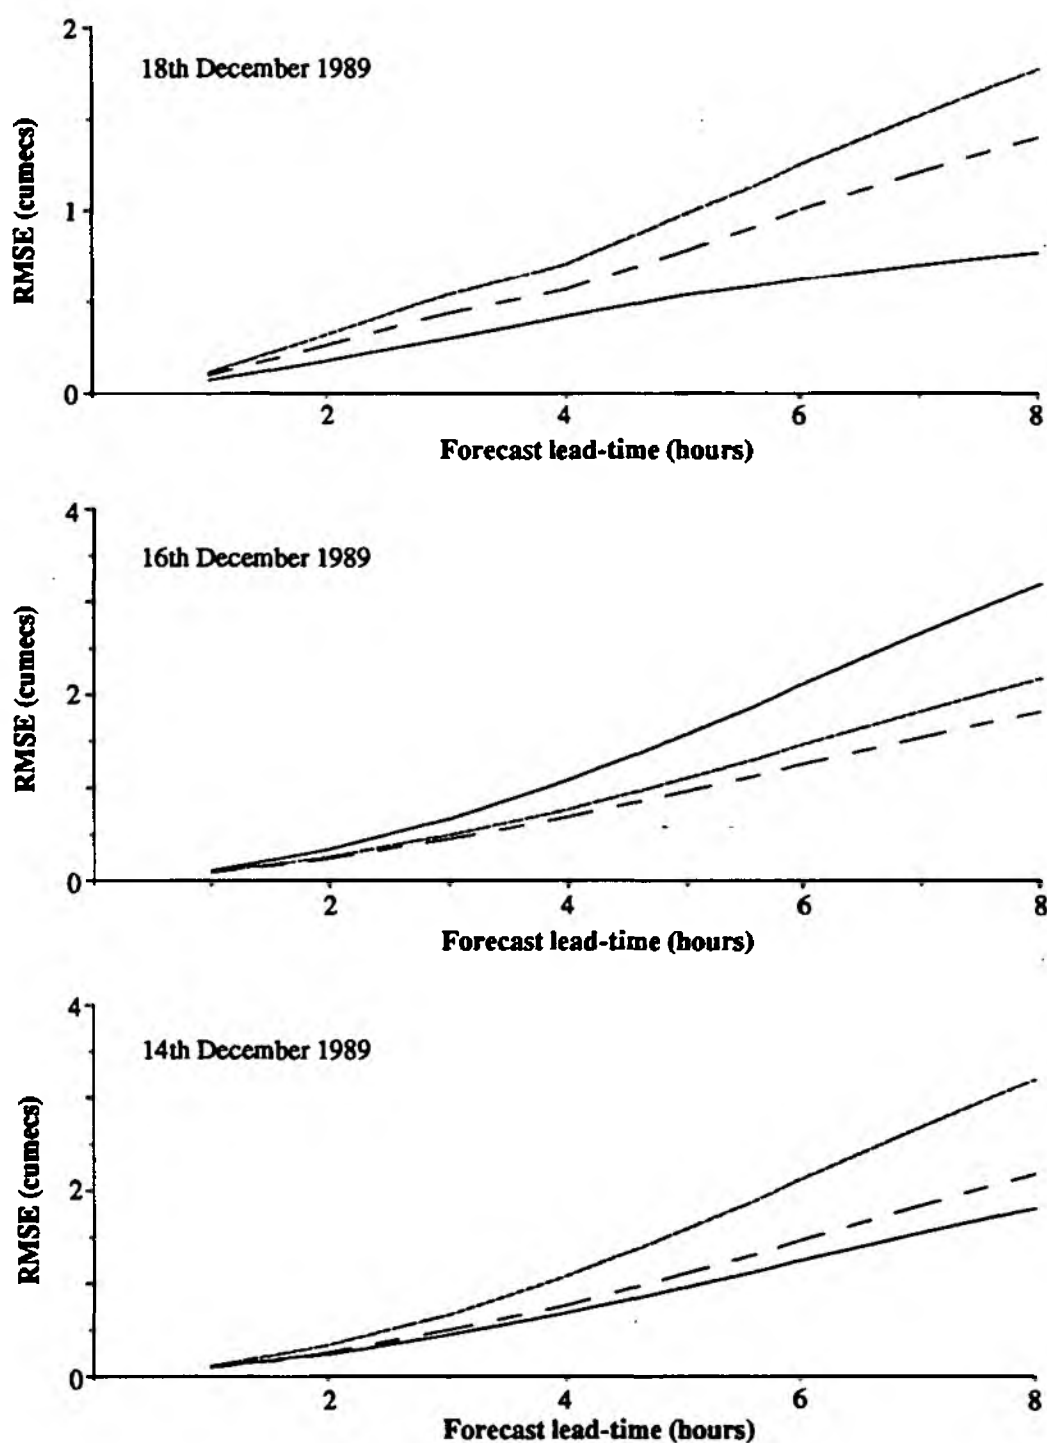 2
18th December 1989
RMSE (cumecs)
1
0
2 4 6 8
Forecast lead-time (hours)
4
16th December 1989
RMSE (cumecs)
2
0
2 4 6 8
Forecast lead-time (hours)
4
14th December 1989
RMSE (cumecs)
2
0
2 4 6 8
Forecast lead-time (hours)